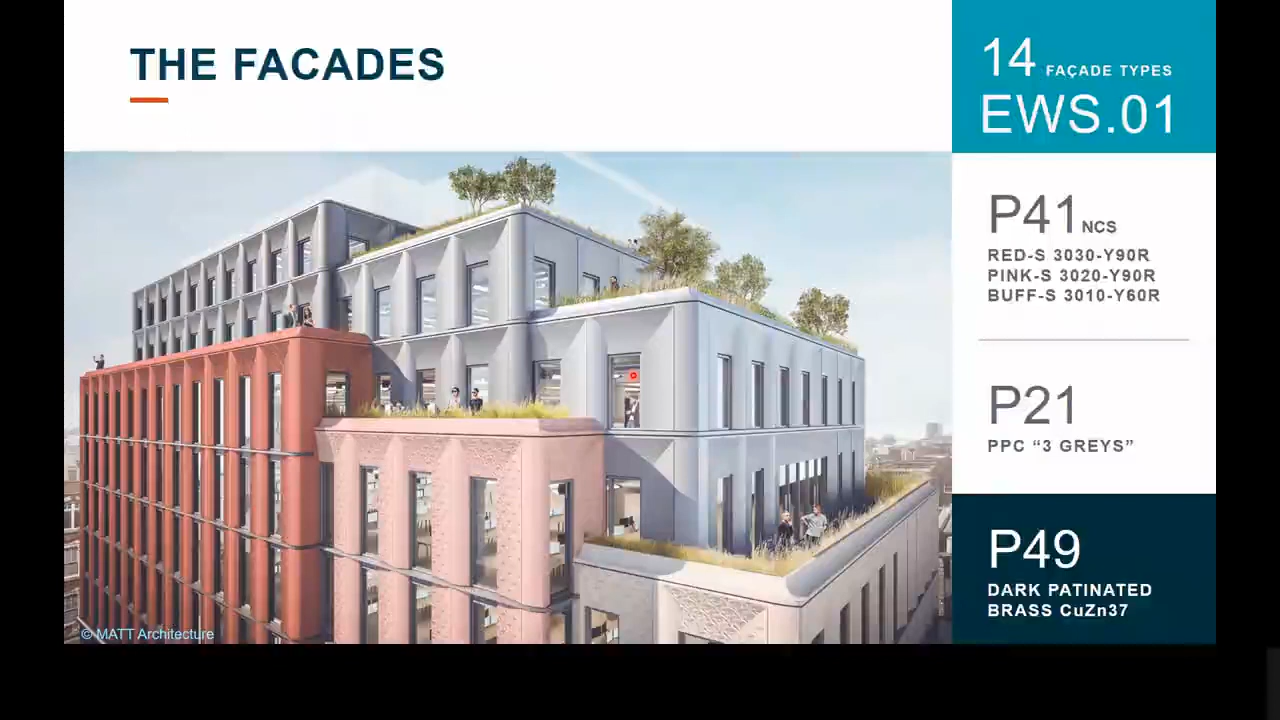 THE FACADES
14 FAÇADE TYPES
EWS.01
P41 NCS
RED-S 3030-Y90R
PINK-S 3020-Y90R
BUFF-S 3010-Y60R
P21
PPC “3 GREYS”
P49
DARK PATINATED
BRASS CuZn37
© MATT Architecture